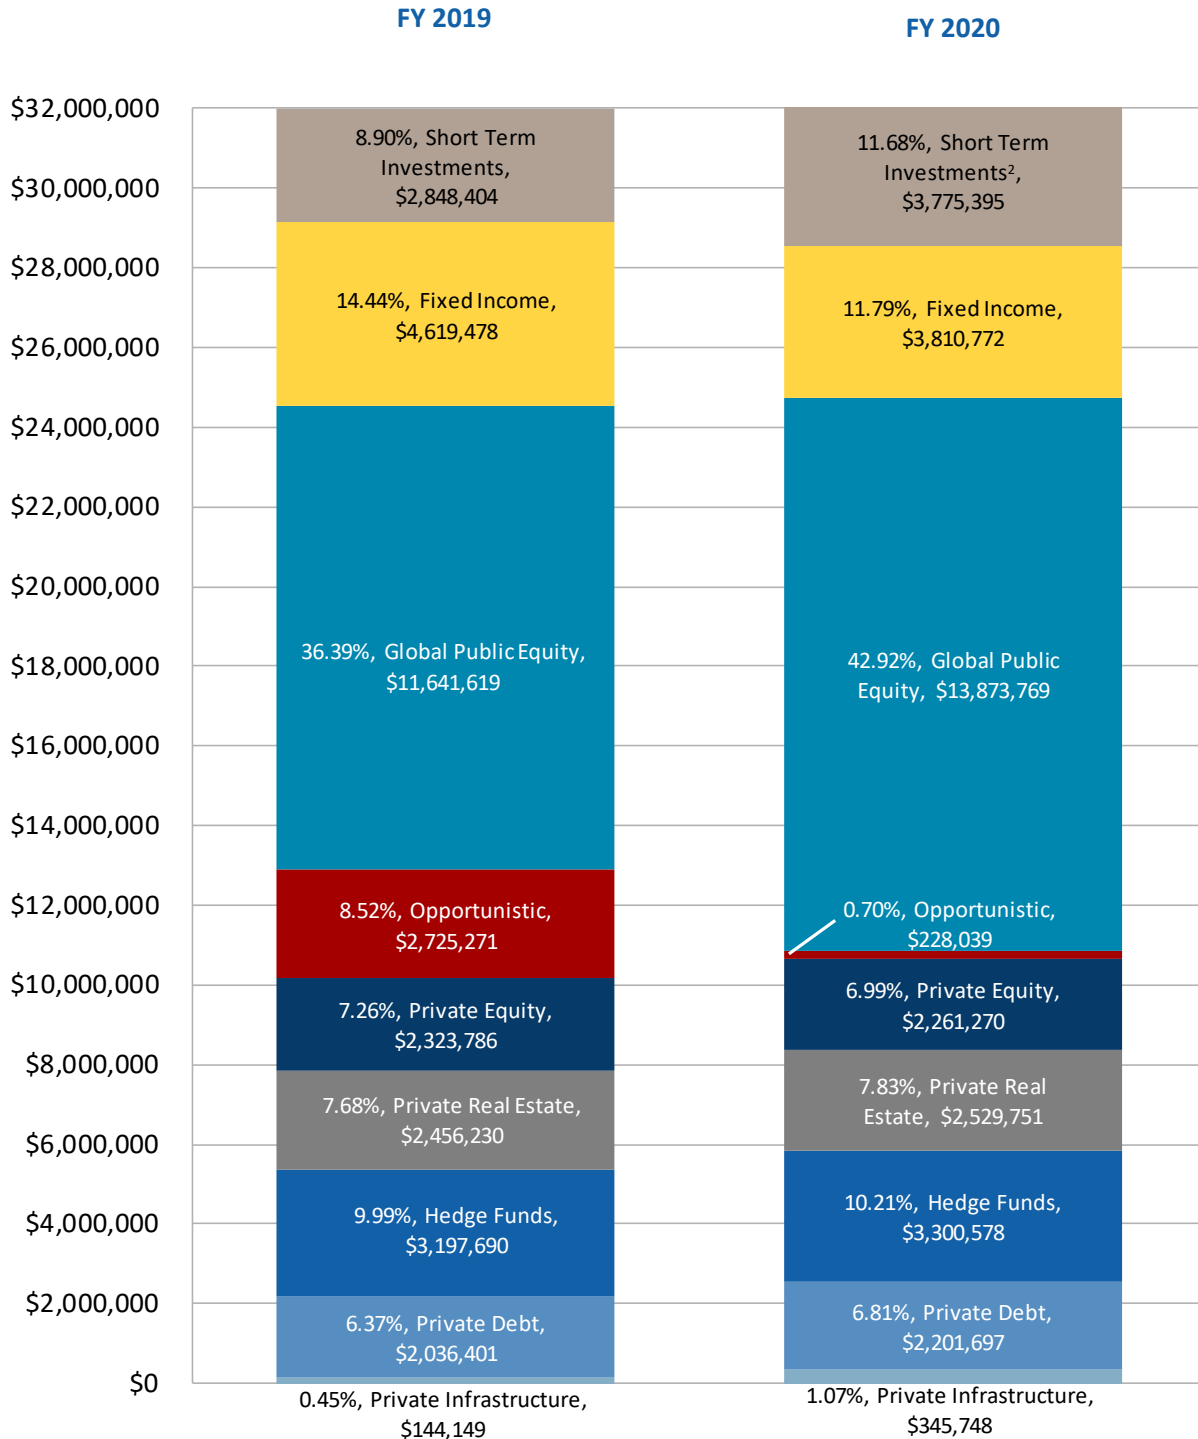 FY 2019
FY 2020
$32,000,000
$30,000,000
$28,000,000
$26,000,000
$24,000,000
$22,000,000
$20,000,000
$18,000,000
$16,000,000
$14,000,000
$12,000,000
$10,000,000
$8,000,000
$6,000,000
$4,000,000
$2,000,000
$0
8.90%, Short Term
Investments,
$2,848,404
14.44%, Fixed Income,
$4,619,478
36.39%, Global Public Equity,
$11,641,619
8.52%, Opportunistic,
$2,725,271
7.26%, Private Equity,
$2,323,786
7.68%, Private Real Estate,
$2,456,230
9.99%, Hedge Funds,
$3,197,690
6.37%, Private Debt,
$2,036,401
0.45%, Private Infrastructure,
$144,149
11.68%, Short Term
Investments²,
$3,775,395
11.79%, Fixed Income,
$3,810,772
42.92%, Global Public
Equity, $13,873,769
0.70%, Opportunistic,
$228,039
6.99%, Private Equity,
$2,261,270
7.83%, Private Real
Estate, $2,529,751
10.21%, Hedge Funds,
$3,300,578
6.81%, Private Debt,
$2,201,697
1.07%, Private Infrastructure,
$345,748